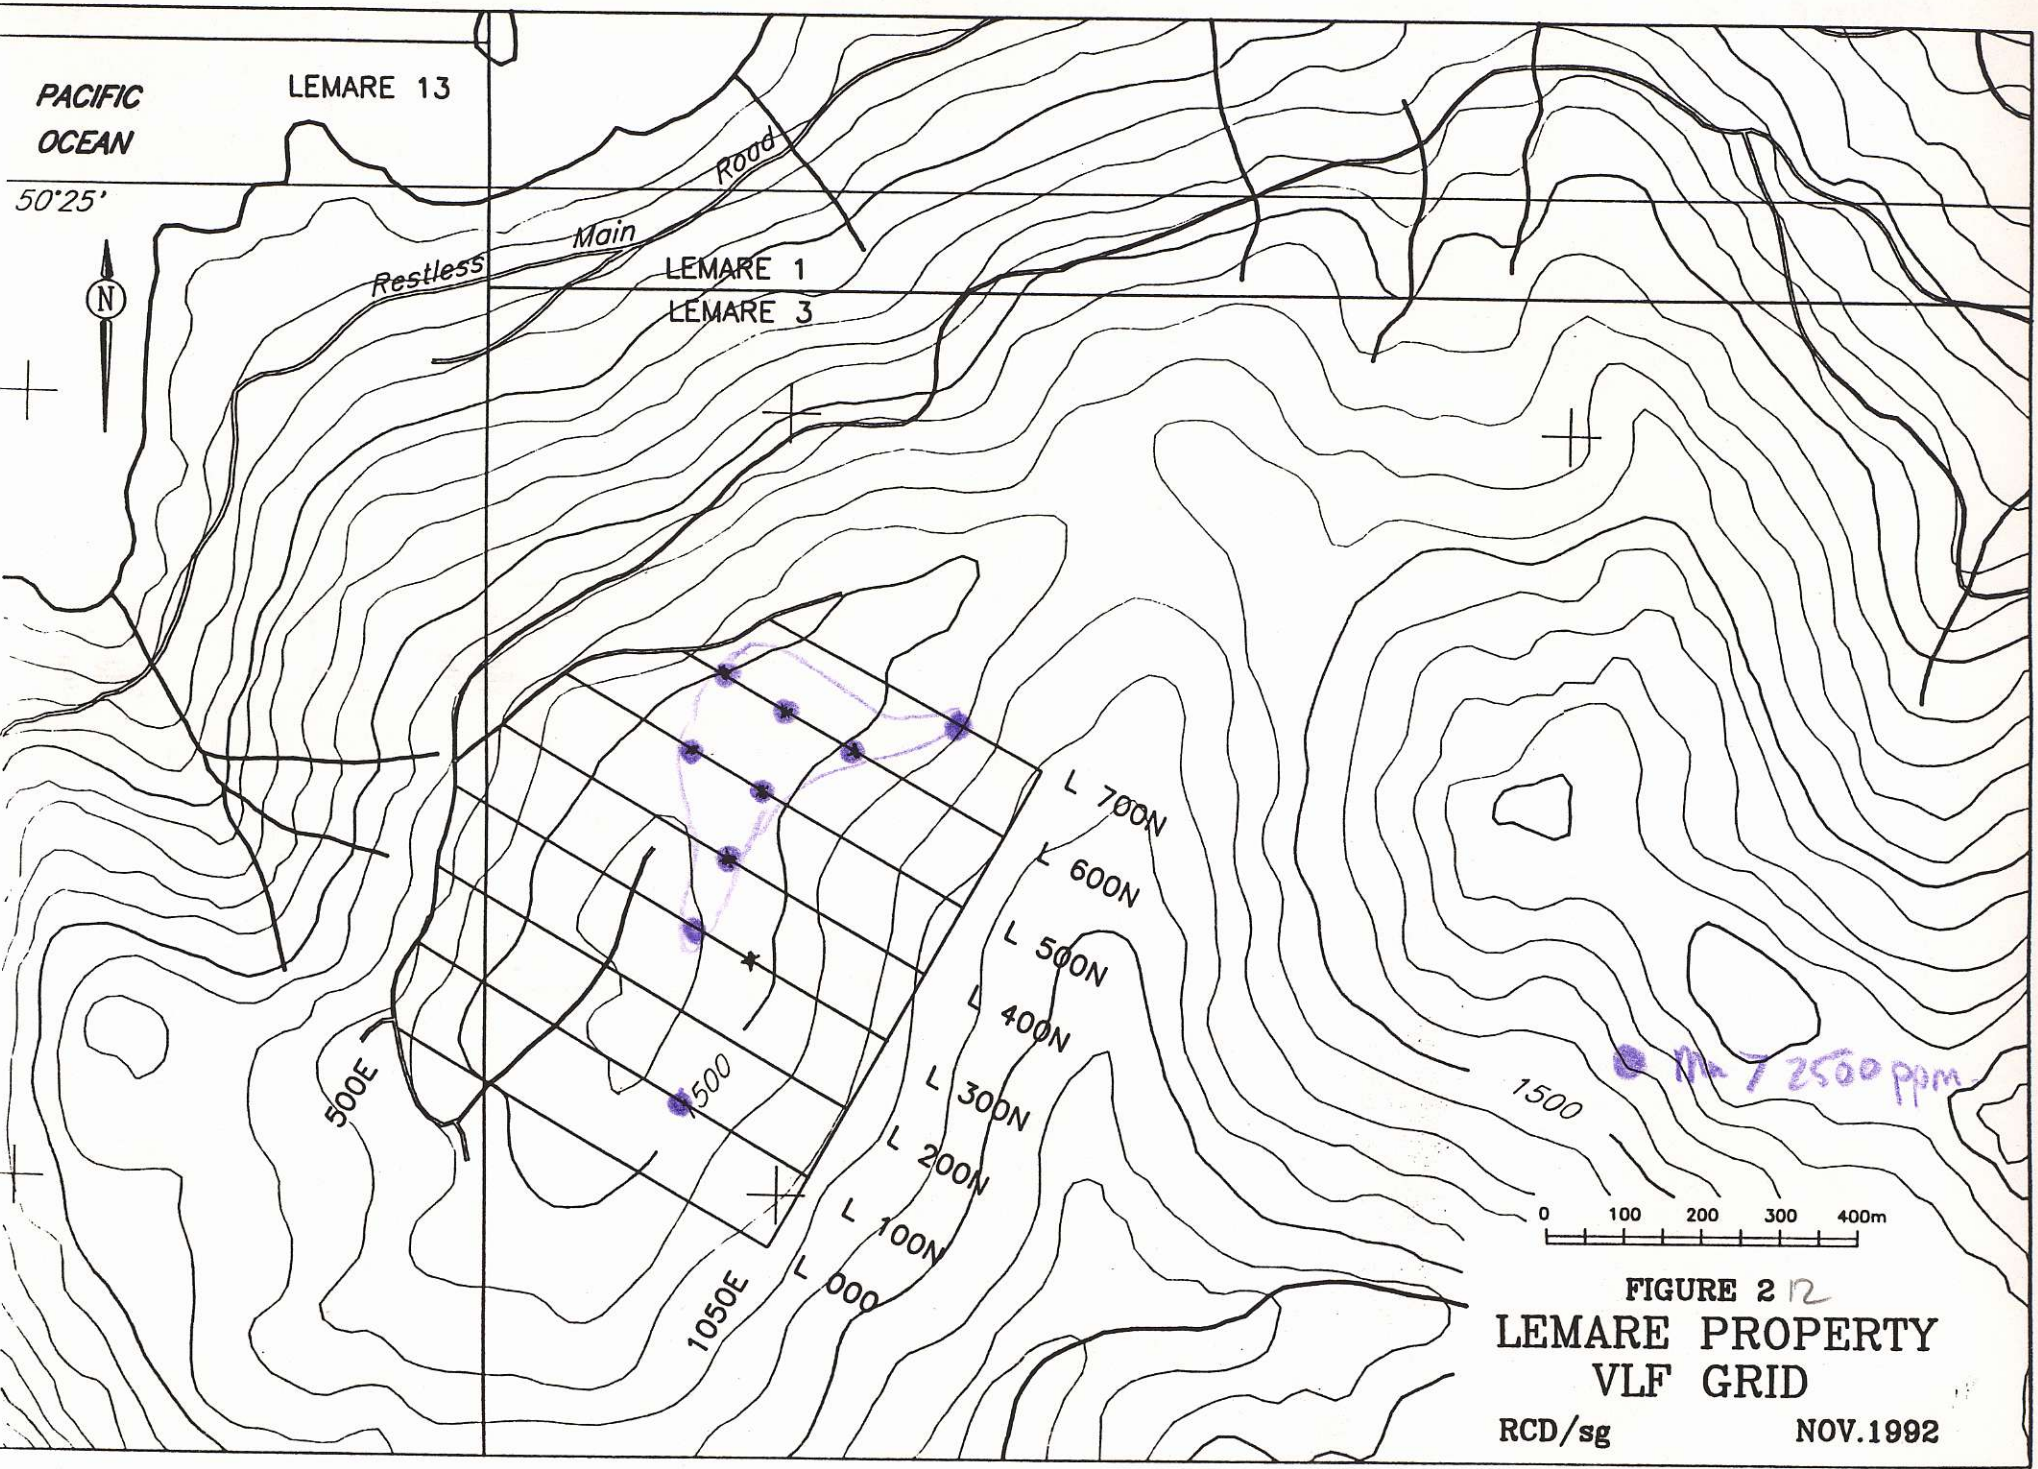 PACIFIC
OCEAN
LEMARE 13
50°25'
N
Restless Main Road
LEMARE 1
LEMARE 3
L 700N
L 600N
L 500N
L 400N
L 300N
L 200N
L 100N
L 000
500E
1050E
1500
Mn > 2500 ppm
1500
0 100 200 300 400m
FIGURE 2 12
LEMARE PROPERTY
VLF GRID
RCD/sg NOV.1992